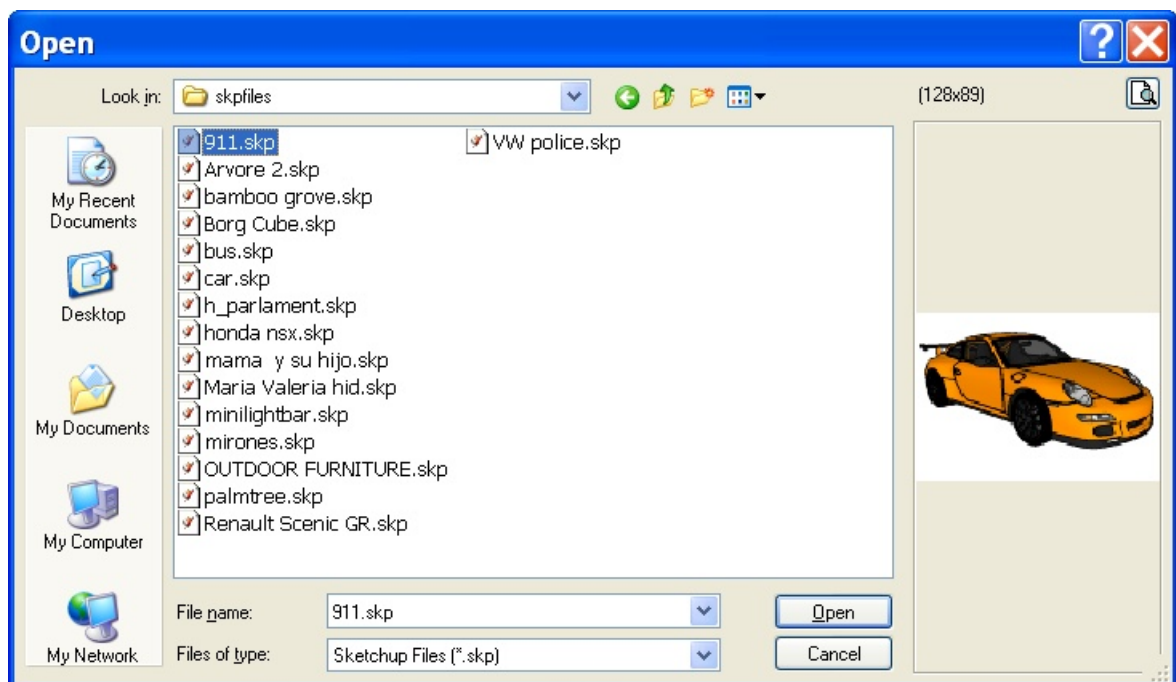 Open
Look in:
skpfiles
(128x89)
My Recent
Documents
Desktop
My Documents
My Computer
My Network
911.skp
Arvore 2.skp
bamboo grove.skp
Borg Cube.skp
bus.skp
car.skp
h_parlament.skp
honda nsx.skp
mama  y su hijo.skp
Maria Valeria hid.skp
minilightbar.skp
mirones.skp
OUTDOOR FURNITURE.skp
palmtree.skp
Renault Scenic GR.skp
VW police.skp
File name:
911.skp
Open
Files of type:
Sketchup Files (*.skp)
Cancel